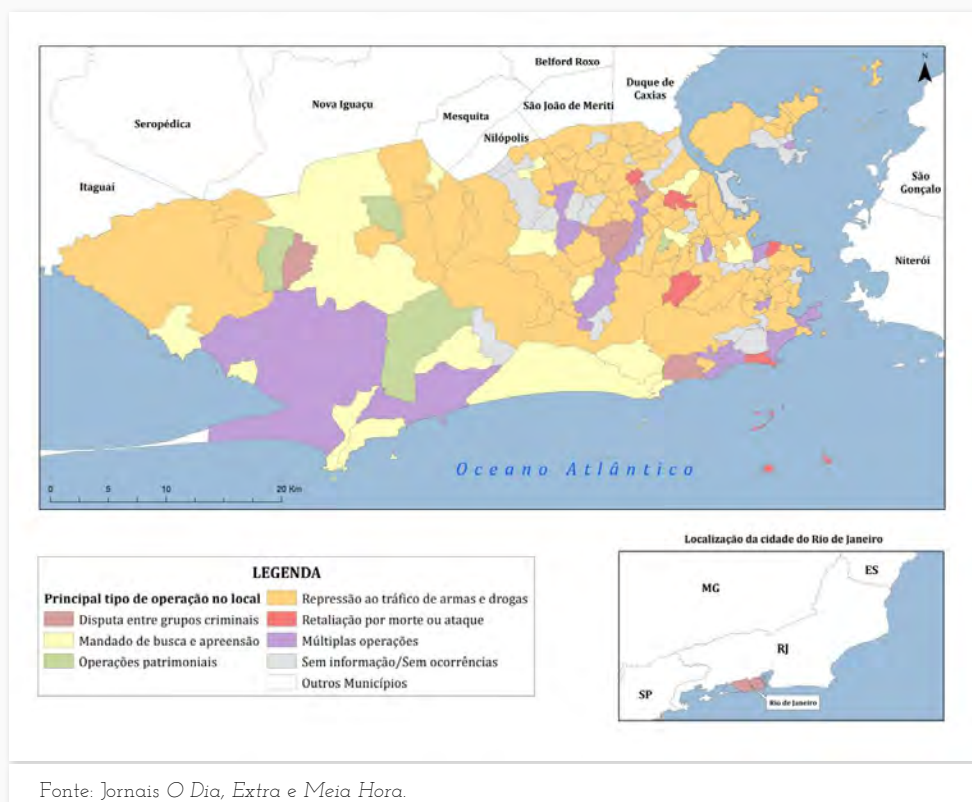 N
Belford Roxo
Duque de
Caxias
Nova Iguaçu
São João de Meriti
Mesquita
Seropédica
Nilópolis
Itaguaí
São
Gonçalo
Niterói
Oceano Atlântico
0 5 10 20 Km
Localização da cidade do Rio de Janeiro
LEGENDA
Principal tipo de operação no local
Disputa entre grupos criminais
Mandado de busca e apreensão
Operações patrimoniais
Repressão ao tráfico de armas e drogas
Retaliação por morte ou ataque
Múltiplas operações
Sem informação/Sem ocorrências
Outros Municípios
MG
ES
RJ
SP
Rio de Janeiro
Fonte: Jornais O Dia, Extra e Meia Hora.